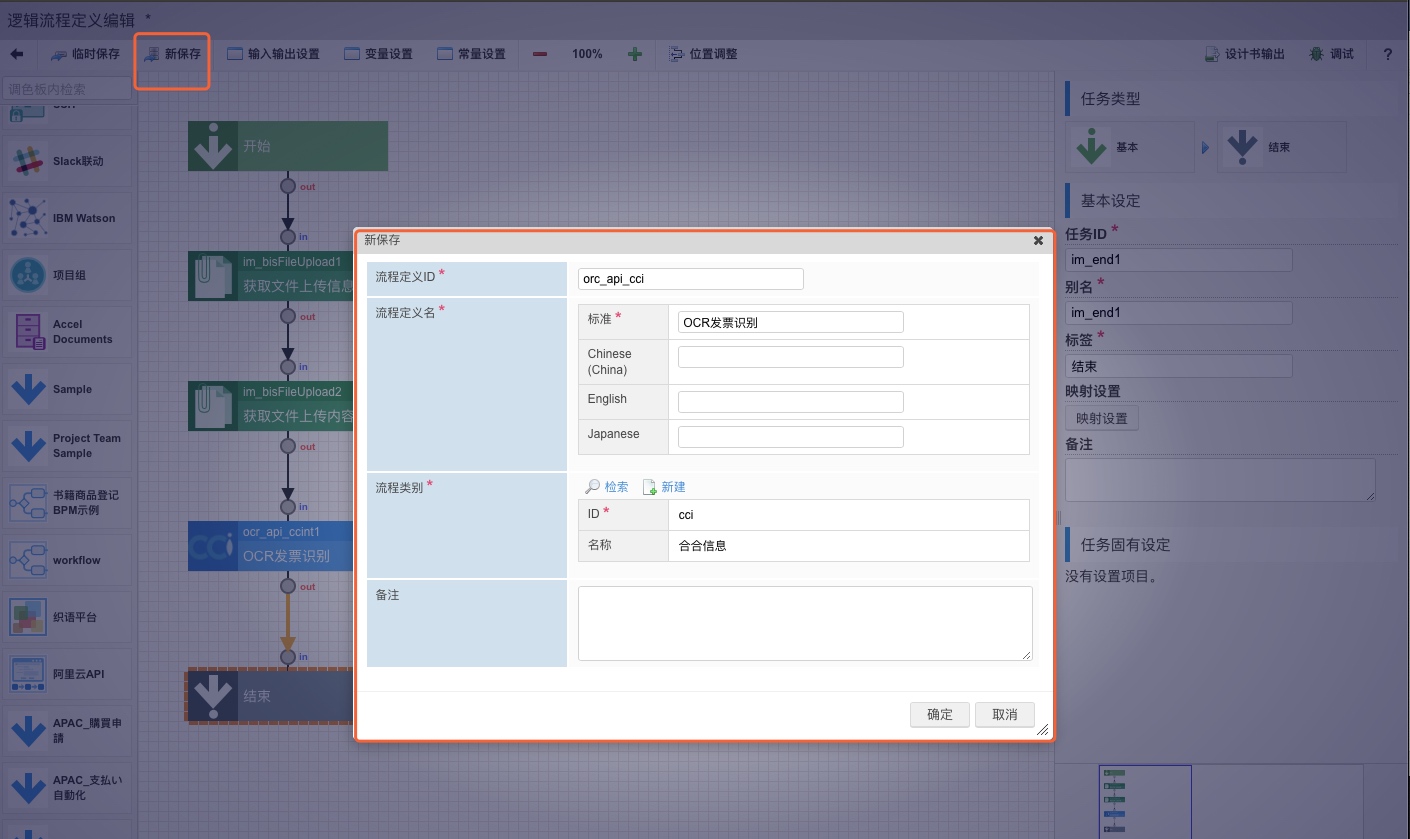 逻辑流程定义编辑 *
临时保存 新保存 输入输出设置 变量设置 常量设置 100% 位置调整 设计书输出 调试 ?
调色板内检索
Slack联动
IBM Watson
项目组
Accel
Documents
Sample
Project Team
Sample
书籍商品登记
BPM示例
workflow
织语平台
阿里云API
APAC_購買申
請
APAC_支払い
自動化
开始
out
in
im_bisFileUpload1
获取文件上传信息
out
in
im_bisFileUpload2
获取文件上传内容
out
in
CCi
ocr_api_ccint1
OCR发票识别
out
in
结束
新保存
流程定义ID *
orc_api_cci
流程定义名 *
标准 *
OCR发票识别
Chinese
(China)
English
Japanese
流程类别 *
检索 新建
ID *
cci
名称
合合信息
备注
确定 取消
任务类型
基本 结束
基本设定
任务ID *
im_end1
别名 *
im_end1
标签 *
结束
映射设置
映射设置
备注
任务固有设定
没有设置项目。